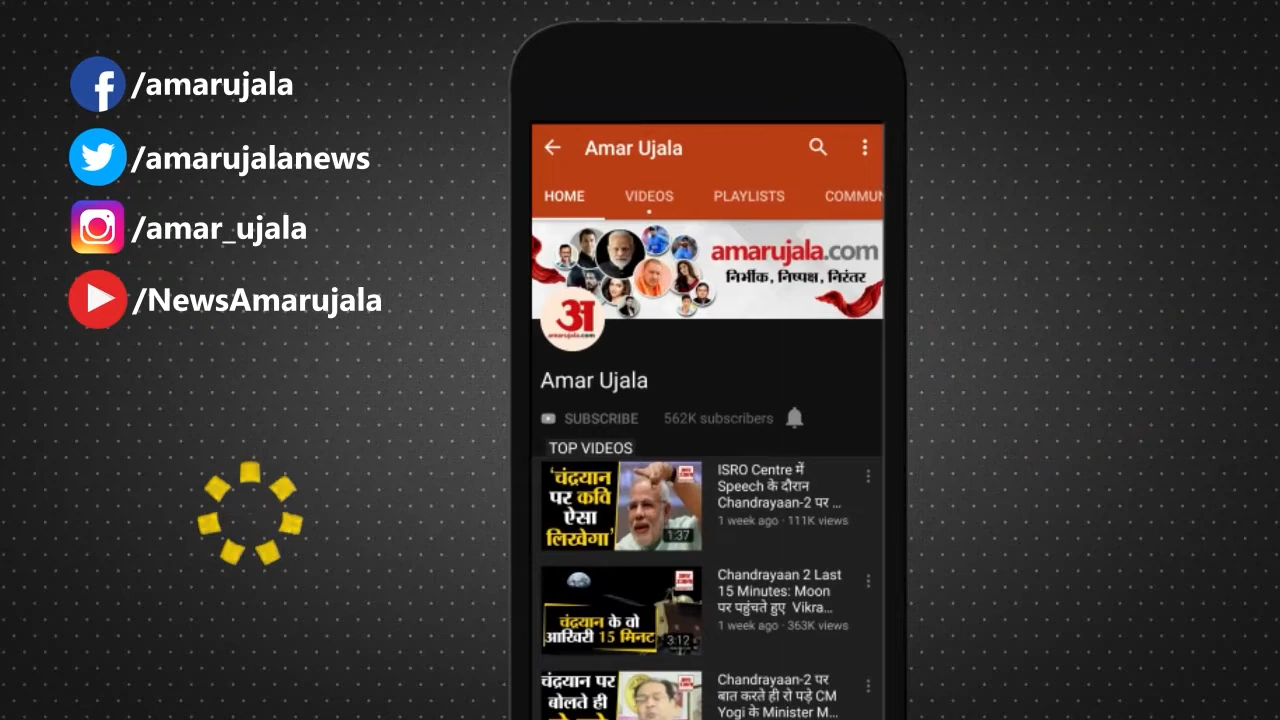 /amarujala
/amarujalanews
/amar_ujala
/NewsAmarujala
Amar Ujala
HOME VIDEOS PLAYLISTS COMMUN
amarujala.com
निर्भीक, निष्पक्ष, निरंतर
अ
amarujala.com
Amar Ujala
SUBSCRIBE 562K subscribers
TOP VIDEOS
'चंद्रयान
पर कवि
ऐसा
लिखेगा'
1:37
ISRO Centre में
Speech के दौरान
Chandrayaan-2 पर ...
1 week ago · 111K views
चंद्रयान के वो
आखिरी 15 मिनट
3:12
Chandrayaan 2 Last
15 Minutes: Moon
पर पहुंचते हुए Vikra...
1 week ago · 363K views
चंद्रयान पर
बोलते ही
Chandrayaan-2 पर
बात करते ही रो पड़े CM
Yogi के Minister M...